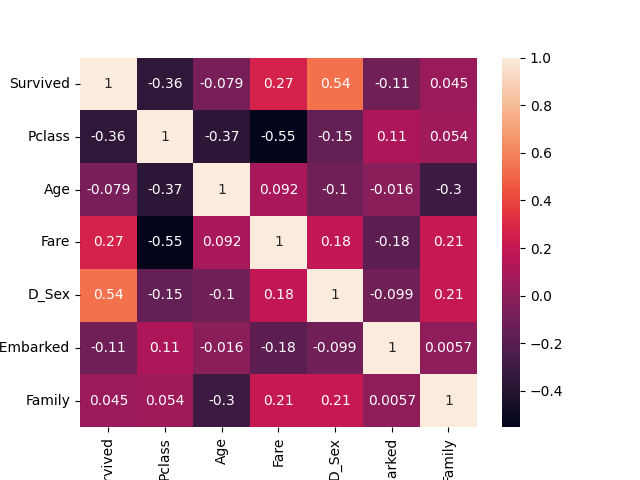 Survived 1 -0.36 -0.079 0.27 0.54 -0.11 0.045
Pclass -0.36 1 -0.37 -0.55 -0.15 0.11 0.054
Age -0.079 -0.37 1 0.092 -0.1 -0.016 -0.3
Fare 0.27 -0.55 0.092 1 0.18 -0.18 0.21
D_Sex 0.54 -0.15 -0.1 0.18 1 -0.099 0.21
Embarked -0.11 0.11 -0.016 -0.18 -0.099 1 0.0057
Family 0.045 0.054 -0.3 0.21 0.21 0.0057 1
rvived
Pclass
Age
Fare
D_Sex
arked
amily
1.0
0.8
0.6
0.4
0.2
0.0
−0.2
−0.4